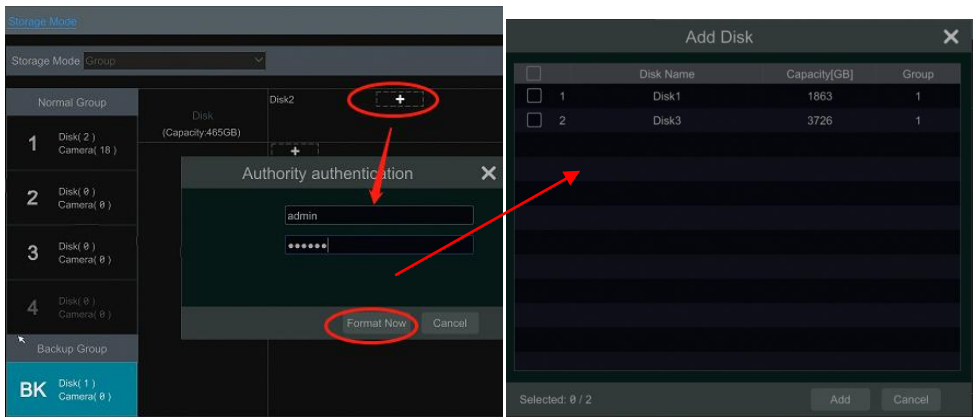 Storage Mode
Storage Mode Group
Normal Group
1 Disk( 2 )
Camera( 18 )
2 Disk( 0 )
Camera( 0 )
3 Disk( 0 )
Camera( 0 )
4 Disk( 0 )
Camera( 0 )
Backup Group
BK Disk( 1 )
Camera( 0 )
Disk
(Capacity:465GB)
Disk2 +
+
Authority authentication
admin
••••••
Format Now Cancel
Add Disk
Disk Name Capacity[GB] Group
1 Disk1 1863 1
2 Disk3 3726 1
Selected: 0 / 2 Add Cancel